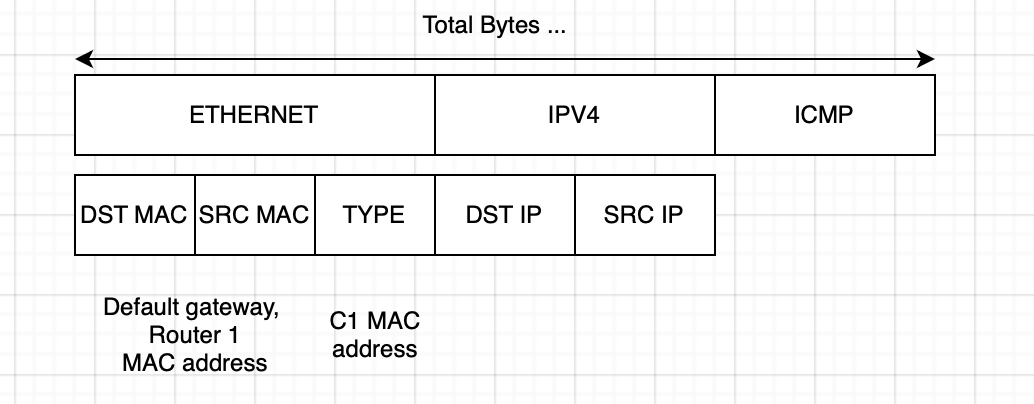 Total Bytes ...
ETHERNET IPV4 ICMP
DST MAC SRC MAC TYPE DST IP SRC IP
Default gateway,
Router 1
MAC address
C1 MAC
address